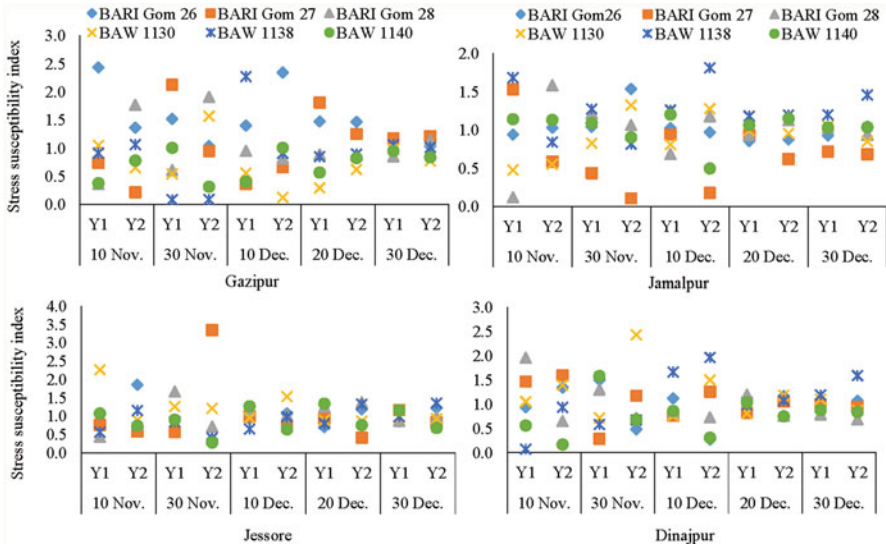 BARI Gom 26 BARI Gom 27 BARI Gom 28
BAW 1130 BAW 1138 BAW 1140
Stress susceptibility index
3.0
2.5
2.0
1.5
1.0
0.5
0.0
Y1 Y2 Y1 Y2 Y1 Y2 Y1 Y2 Y1 Y2
10 Nov. 30 Nov. 10 Dec. 20 Dec. 30 Dec.
Gazipur
BARI Gom26 BARI Gom 27 BARI Gom 28
BAW 1130 BAW 1138 BAW 1140
Stress susceptibility index
2.0
1.5
1.0
0.5
0.0
Y1 Y2 Y1 Y2 Y1 Y2 Y1 Y2 Y1 Y2
10 Nov. 30 Nov. 10 Dec. 20 Dec. 30 Dec.
Jamalpur
Stress susceptibility index
4.0
3.5
3.0
2.5
2.0
1.5
1.0
0.5
0.0
Y1 Y2 Y1 Y2 Y1 Y2 Y1 Y2 Y1 Y2
10 Nov. 30 Nov. 10 Dec. 20 Dec. 30 Dec.
Jessore
Stress susceptibility index
3.0
2.5
2.0
1.5
1.0
0.5
0.0
Y1 Y2 Y1 Y2 Y1 Y2 Y1 Y2 Y1 Y2
10 Nov. 30 Nov. 10 Dec. 20 Dec. 30 Dec.
Dinajpur